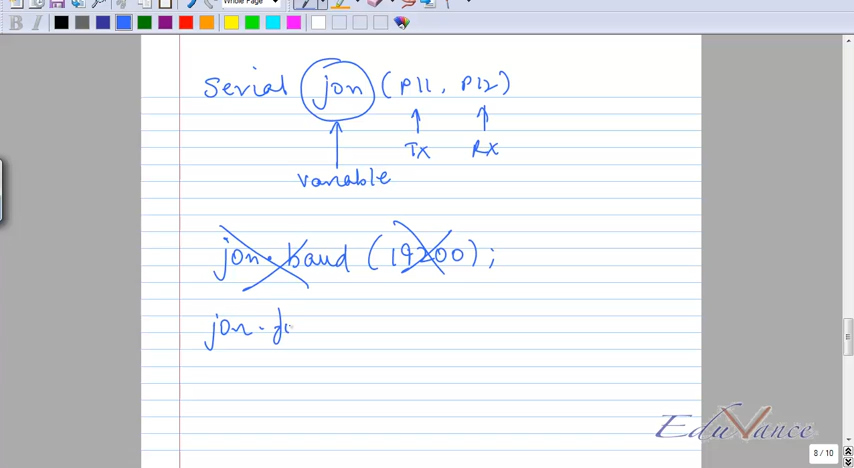 Whole Page
B I
Serial jon (P11, P12)
TX RX
variable
jon.baud (19200);
jon.
EduVance
8 / 10